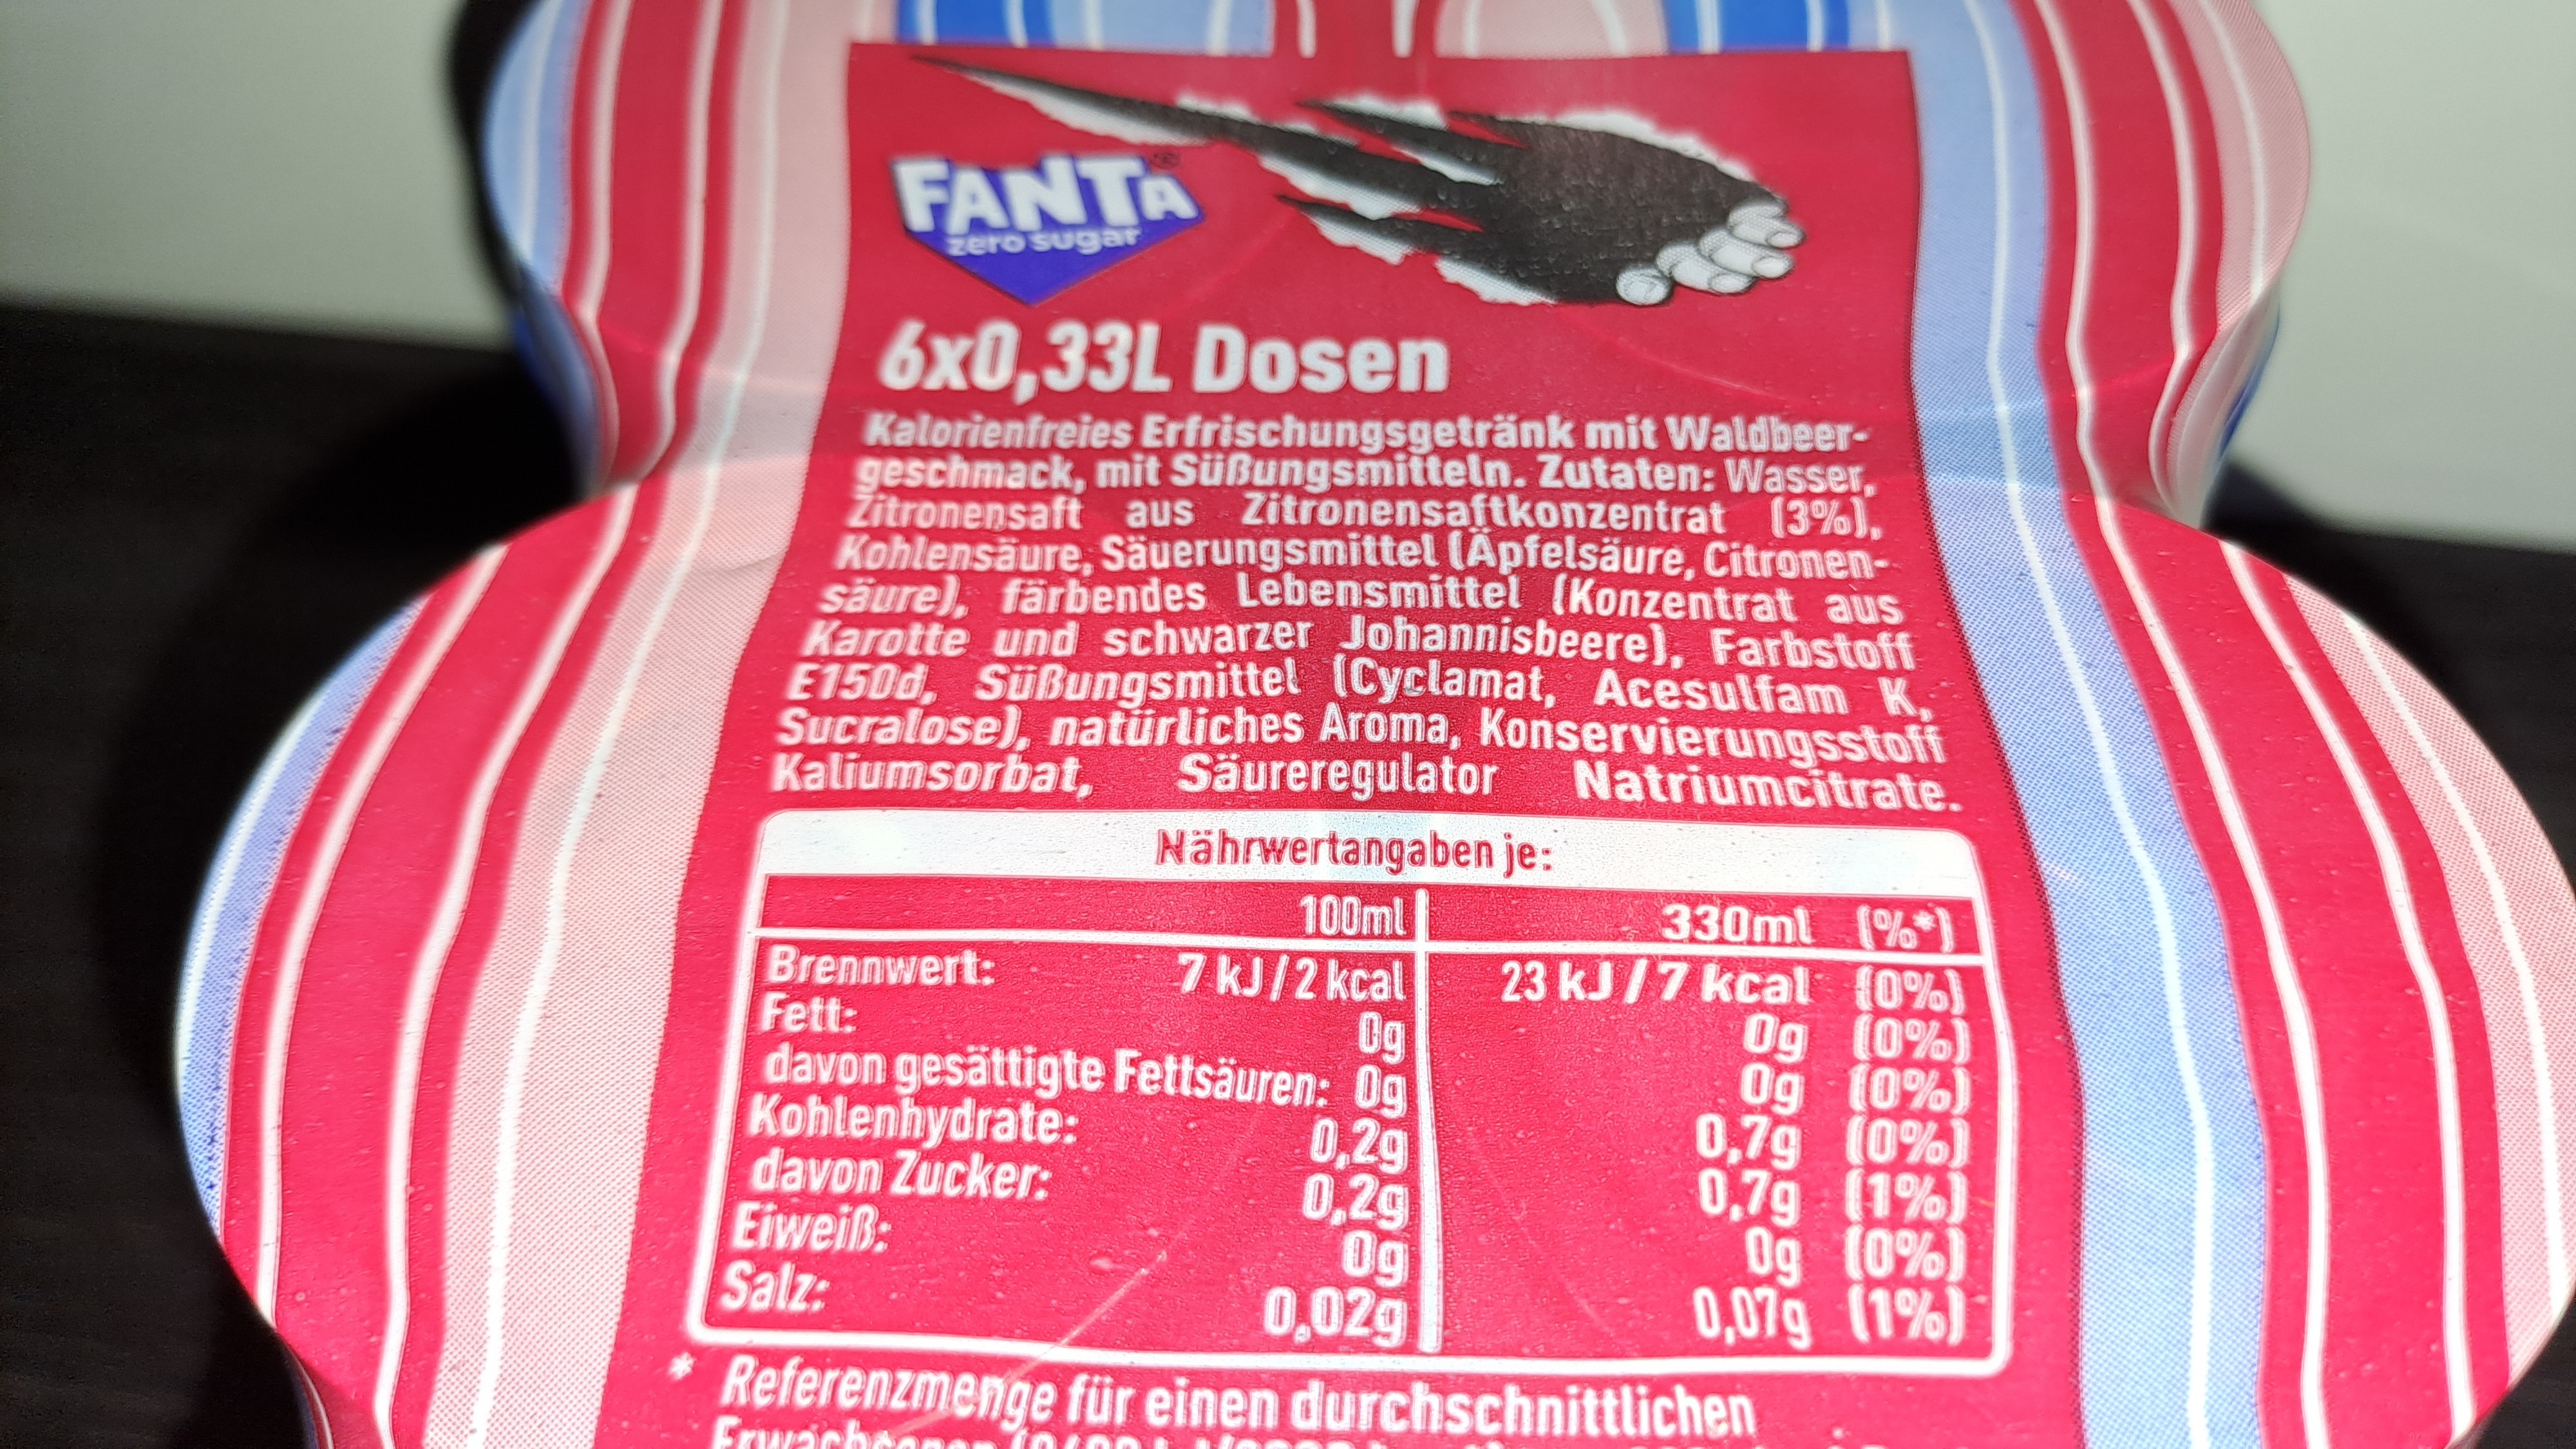 FANTA®
zero sugar
6x0,33L Dosen
Kalorienfreies Erfrischungsgetränk mit Waldbeer-
geschmack, mit Süßungsmitteln. Zutaten: Wasser,
Zitronensaft aus Zitronensaftkonzentrat (3%),
Kohlensäure, Säuerungsmittel (Äpfelsäure, Citronen-
säure), färbendes Lebensmittel (Konzentrat aus
Karotte und schwarzer Johannisbeere), Farbstoff
E150d, Süßungsmittel (Cyclamat, Acesulfam K,
Sucralose), natürliches Aroma, Konservierungsstoff
Kaliumsorbat, Säureregulator Natriumcitrate.
Nährwertangaben je:
100ml 330ml (%*)
Brennwert: 7 kJ/2 kcal 23 kJ/7 kcal (0%)
Fett: 0g 0g (0%)
davon gesättigte Fettsäuren: 0g 0g (0%)
Kohlenhydrate: 0,2g 0,7g (0%)
davon Zucker: 0,2g 0,7g (1%)
Eiweiß: 0g 0g (0%)
Salz: 0,02g 0,07g (1%)
* Referenzmenge für einen durchschnittlichen
Erwachsenen